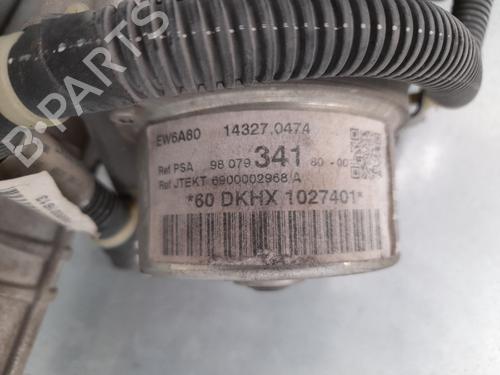 B-PARTS
EW6A80 14327.0474
Ref PSA 98 079 341 80 -00
Ref JTEKT 6900002968 A
*60 DKHX 1027401*